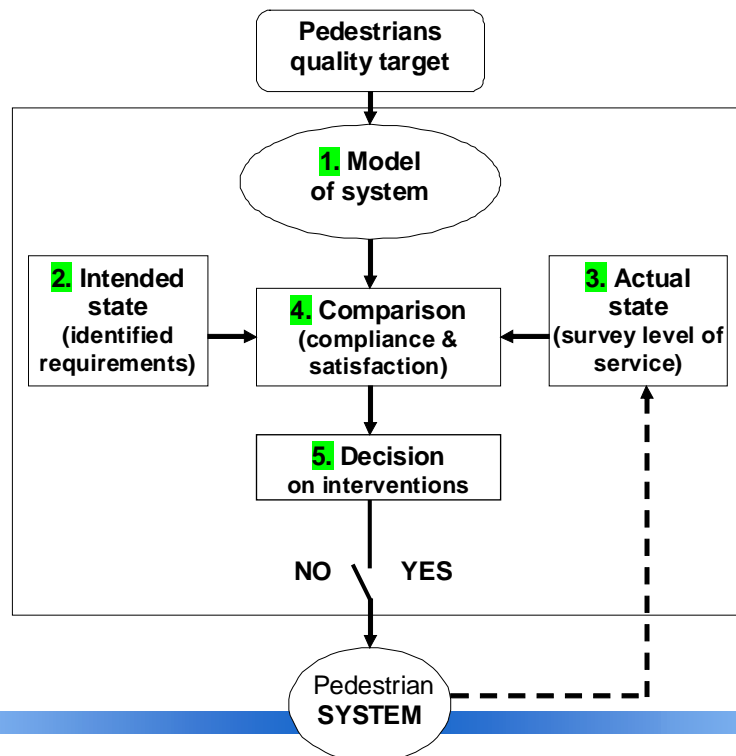 Pedestrians
quality target
1. Model
of system
2. Intended
state
(identified
requirements)
4. Comparison
(compliance &
satisfaction)
3. Actual
state
(survey level of
service)
5. Decision
on interventions
NO YES
Pedestrian
SYSTEM